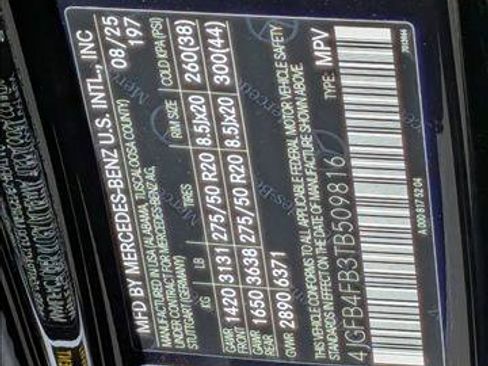 MFD BY MERCEDES-BENZ U.S. INTL., INC
08/25
197
MANUFACTURED IN USA (ALABAMA, TUSCALOOSA COUNTY)
UNDER CONTRACT FOR MERCEDES-BENZ AG,
STUTTGART (GERMANY)
KG LB TIRES RIM SIZE COLD KPA (PSI)
GAWR FRONT 1420 3131 275/50 R20 8.5Jx20 260(38)
GAWR REAR 1650 3638 275/50 R20 8.5Jx20 300(44)
GVWR 2890 6371
THIS VEHICLE CONFORMS TO ALL APPLICABLE FEDERAL MOTOR VEHICLE SAFETY
STANDARDS IN EFFECT ON THE DATE OF MANUFACTURE SHOWN ABOVE.
4JGFB4FB3TB509816 TYPE: MPV
A 000 817 52 04